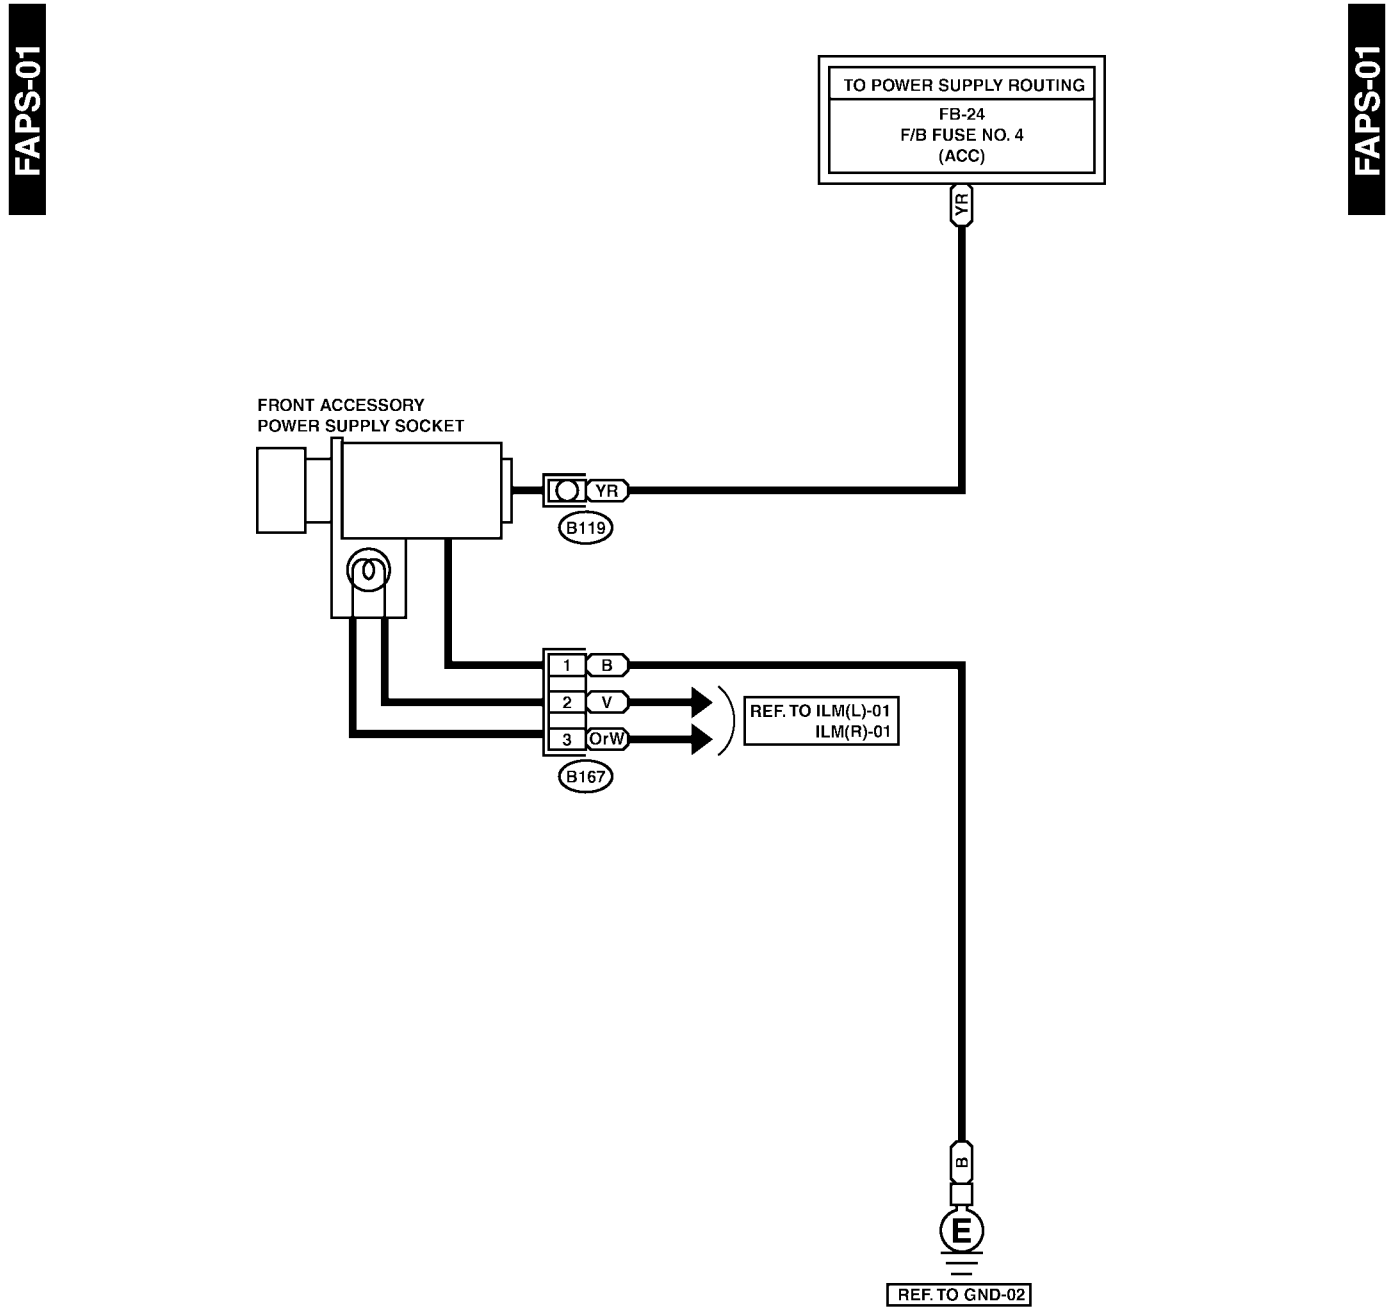 FAPS-01
FAPS-01
TO POWER SUPPLY ROUTING
FB-24
F/B FUSE NO. 4
(ACC)
YR
FRONT ACCESSORY
POWER SUPPLY SOCKET
YR
B119
1 B
2 V
3 OrW
REF. TO ILM(L)-01
ILM(R)-01
B167
B
E
REF. TO GND-02